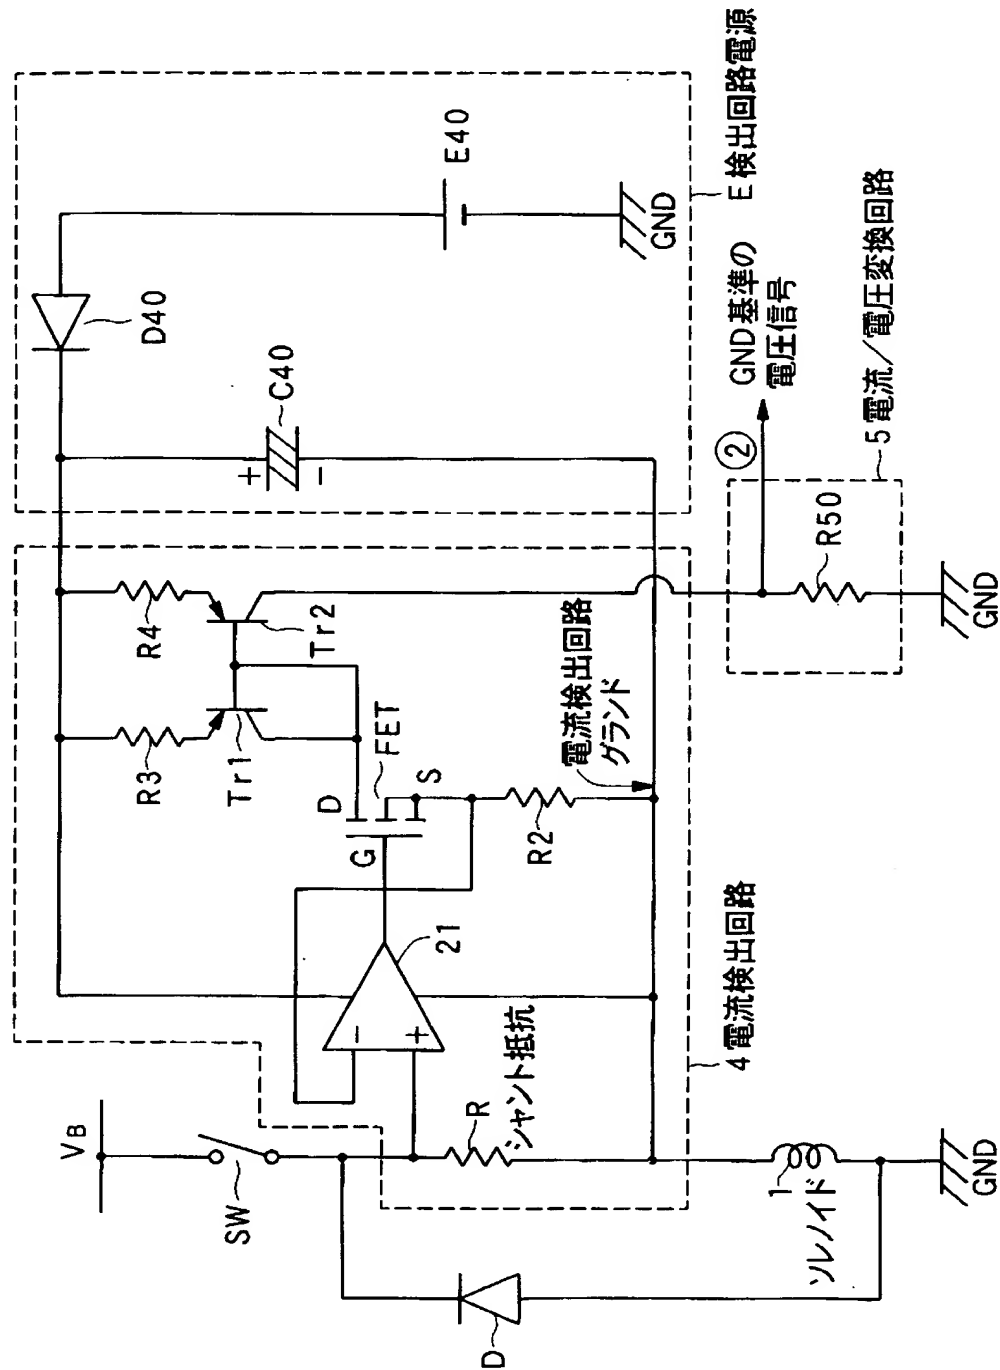 VB
SW
D
R
シャント抵抗
1
ソレノイド
GND
21
-
+
G
D
S
FET
R2
R3
Tr1
R4
Tr2
電流検出回路
グランド
4 電流検出回路
D40
+
C40
-
E40
GND
E 検出回路電源
②
GND基準の
電圧信号
R50
5 電流/電圧変換回路
GND